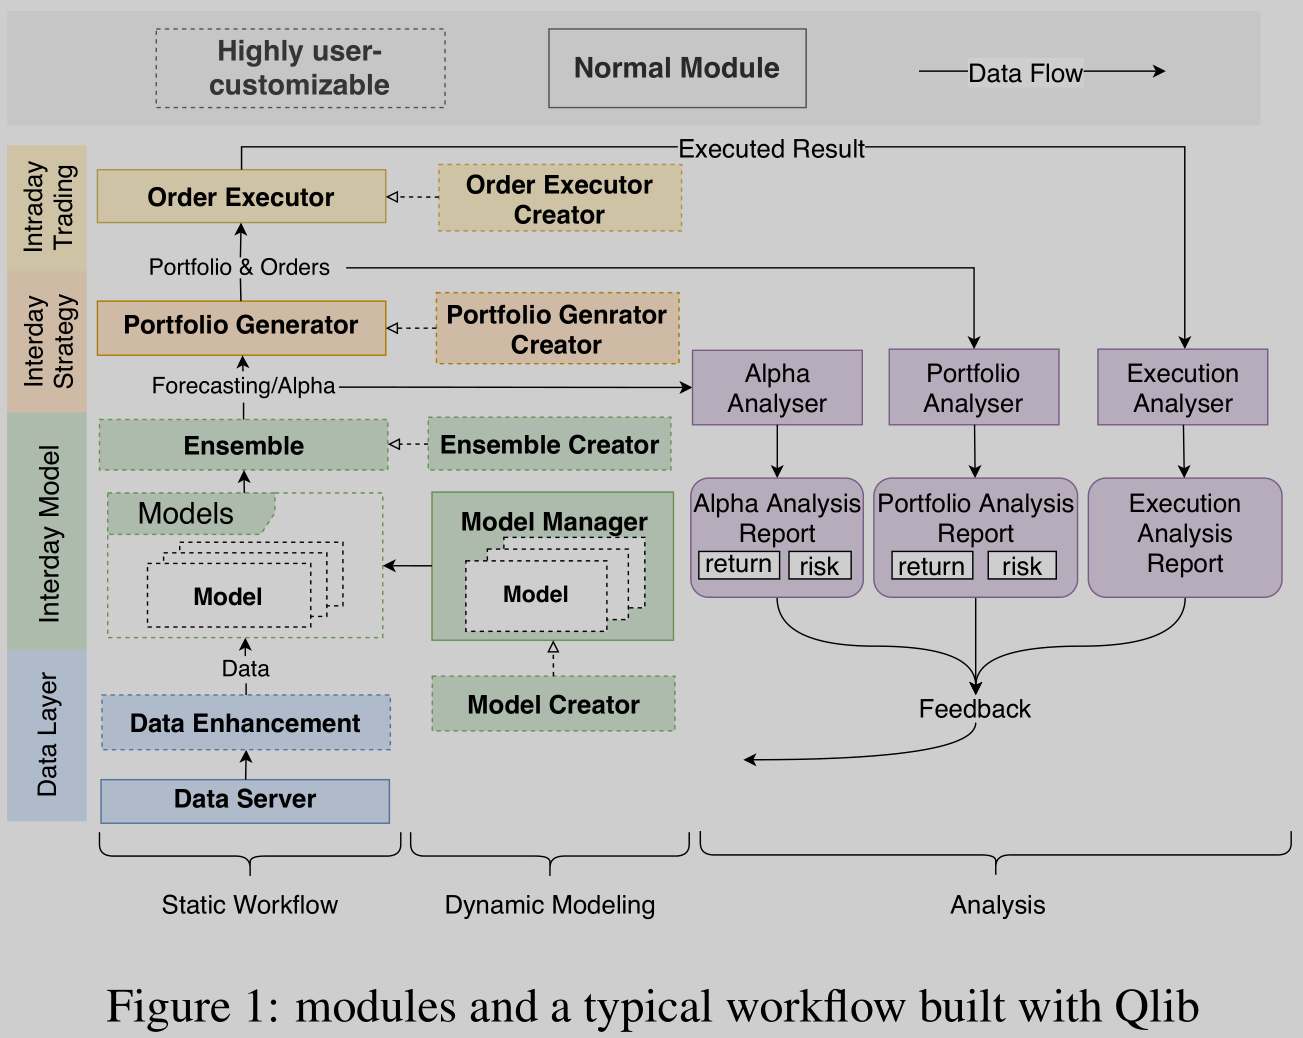 Highly user-
customizable
Normal Module
Data Flow
Intraday
Trading
Executed Result
Order Executor
Order Executor
Creator
Portfolio & Orders
Interday
Strategy
Portfolio Generator
Portfolio Genrator
Creator
Forecasting/Alpha
Alpha
Analyser
Portfolio
Analyser
Execution
Analyser
Interday Model
Ensemble
Ensemble Creator
Models
Model
Model Manager
Model
Alpha Analysis
Report
return
risk
Portfolio Analysis
Report
return
risk
Execution
Analysis
Report
Data
Model Creator
Feedback
Data Layer
Data Enhancement
Data Server
Static Workflow
Dynamic Modeling
Analysis
Figure 1: modules and a typical workflow built with Qlib